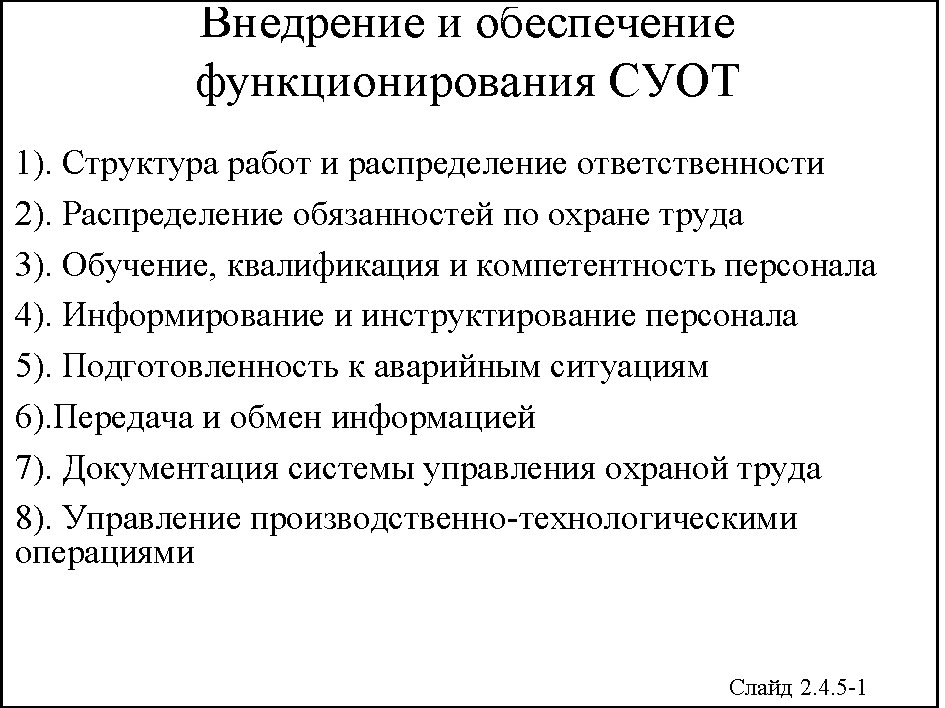 Внедрение и обеспечение
функционирования СУОТ
1). Структура работ и распределение ответственности
2). Распределение обязанностей по охране труда
3). Обучение, квалификация и компетентность персонала
4). Информирование и инструктирование персонала
5). Подготовленность к аварийным ситуациям
6).Передача и обмен информацией
7). Документация системы управления охраной труда
8). Управление производственно-технологическими
операциями
Слайд 2.4.5-1